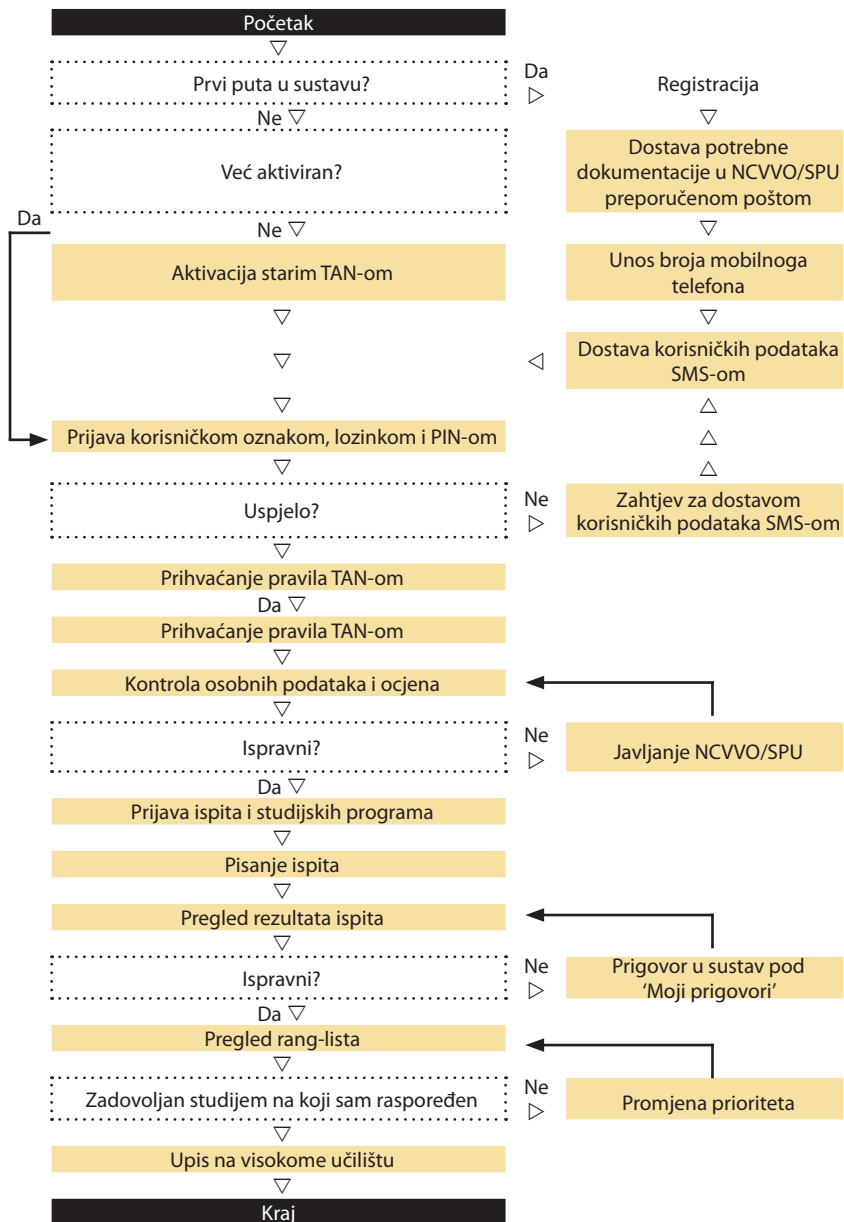 Početak
Prvi puta u sustavu?
Da
Registracija
Ne
Dostava potrebne
dokumentacije u NCVVO/SPU
preporučenom poštom
Već aktiviran?
Da
Ne
Aktivacija starim TAN-om
Unos broja mobilnoga
telefona
Dostava korisničkih podataka
SMS-om
Prijava korisničkom oznakom, lozinkom i PIN-om
Uspjelo?
Ne
Zahtjev za dostavom
korisničkih podataka SMS-om
Prihvaćanje pravila TAN-om
Da
Prihvaćanje pravila TAN-om
Kontrola osobnih podataka i ocjena
Ispravni?
Ne
Javljanje NCVVO/SPU
Da
Prijava ispita i studijskih programa
Pisanje ispita
Pregled rezultata ispita
Ispravni?
Ne
Prigovor u sustav pod
‘Moji prigovori’
Da
Pregled rang-lista
Zadovoljan studijem na koji sam raspoređen
Ne
Promjena prioriteta
Upis na visokome učilištu
Kraj